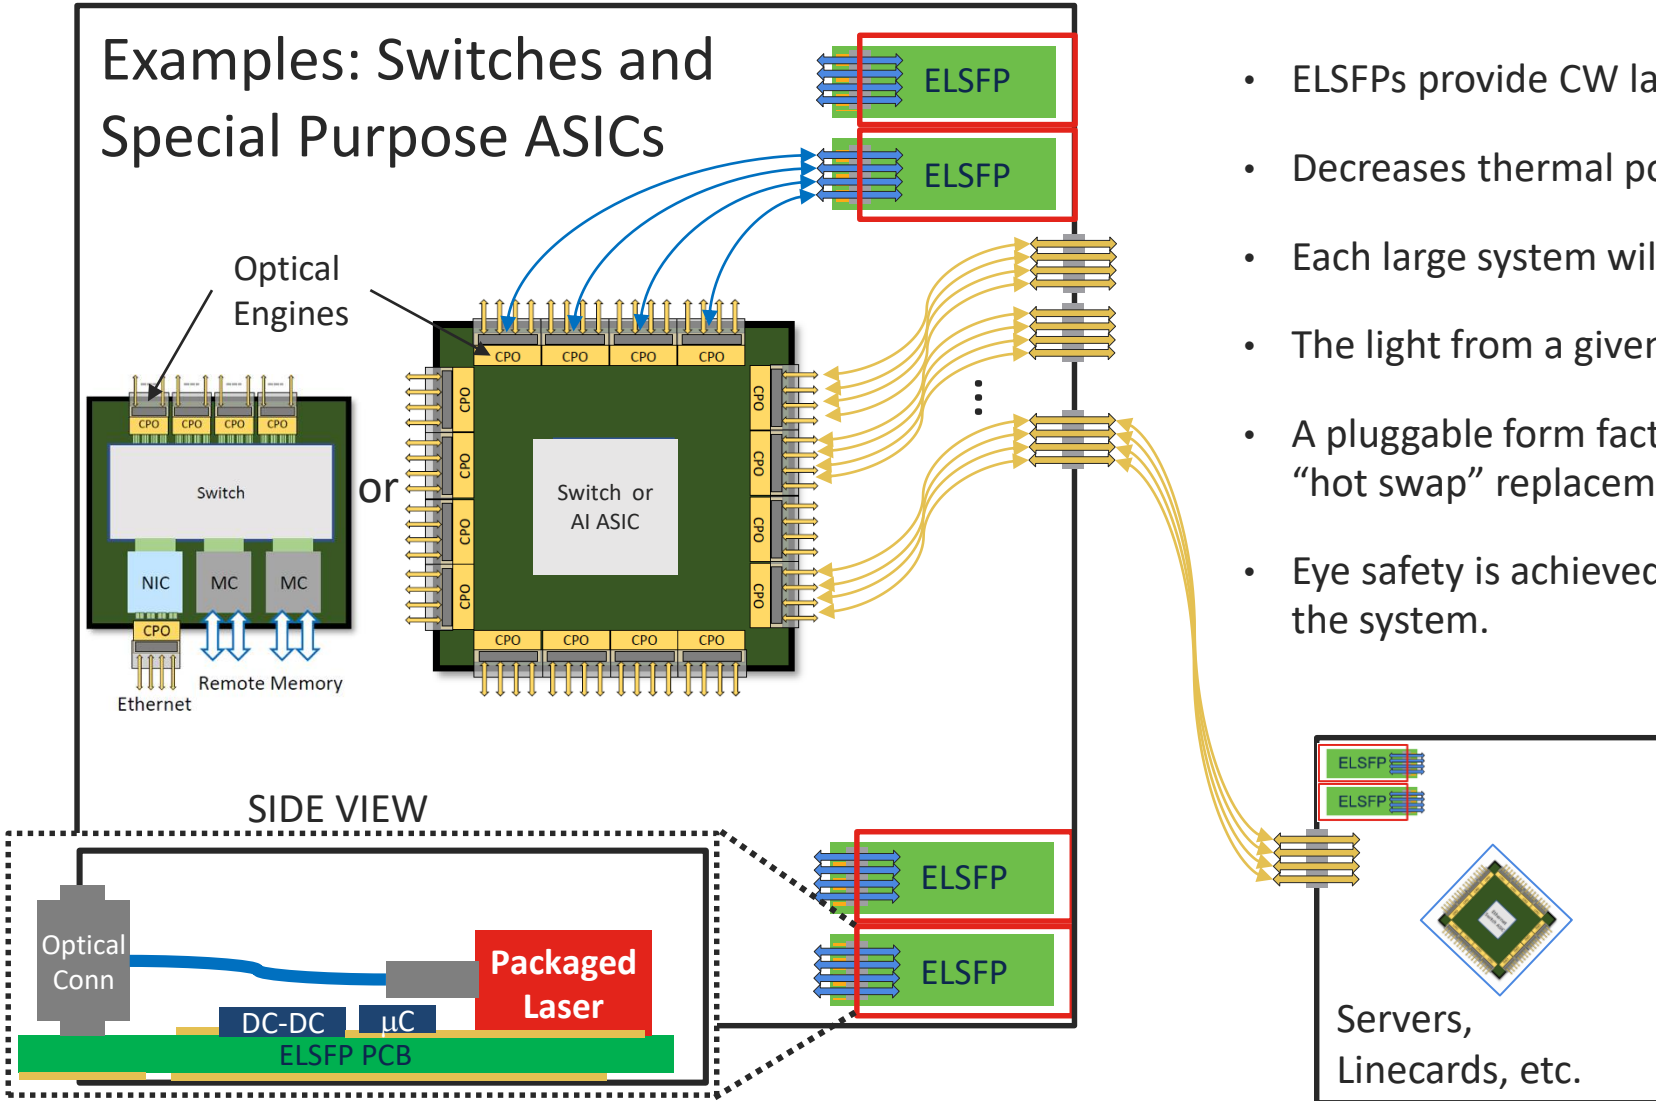 Examples: Switches and
Special Purpose ASICs
ELSFP
ELSFP
Optical
Engines
CPO CPO CPO CPO
CPO CPO CPO CPO
CPO
CPO
CPO
CPO
CPO
CPO
CPO
CPO
Switch
or
Switch or
AI ASIC
NIC MC MC
CPO
CPO CPO CPO CPO
Remote Memory
Ethernet
SIDE VIEW
Optical
Conn
Packaged
Laser
DC-DC
µC
ELSFP PCB
ELSFP
ELSFP
• ELSFPs provide CW la
• Decreases thermal po
• Each large system wil
• The light from a given
• A pluggable form fact
“hot swap” replacem
• Eye safety is achieved
the system.
ELSFP
ELSFP
Servers,
Linecards, etc.